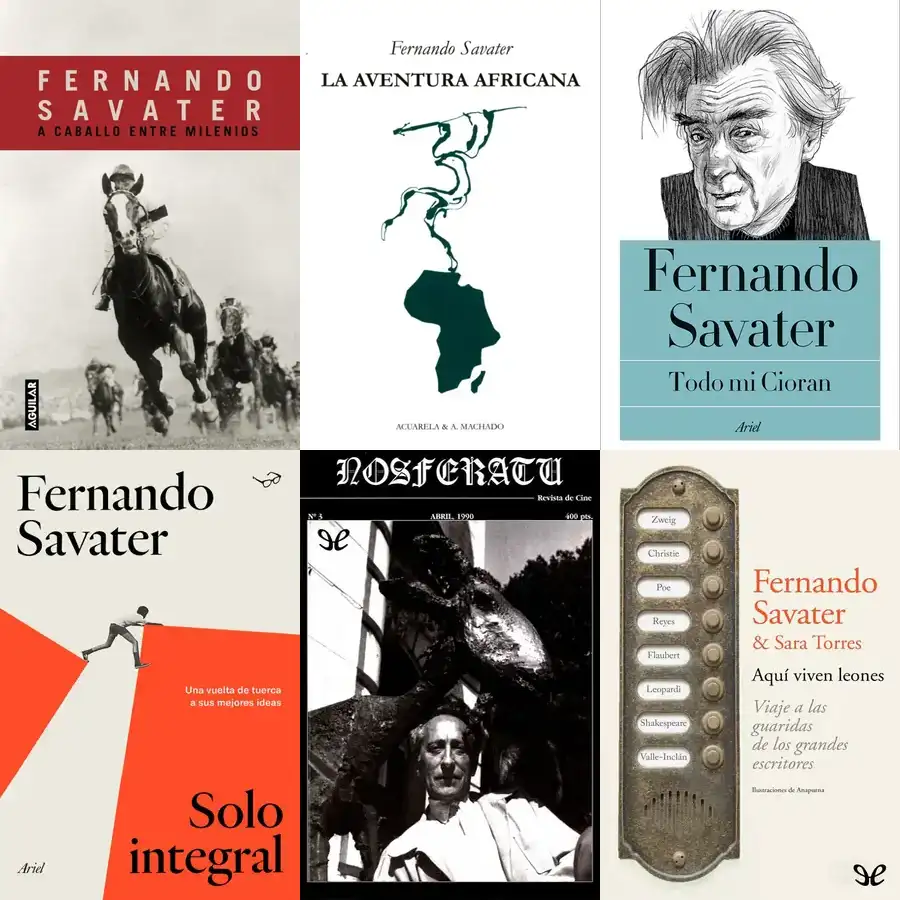 FERNANDO
SAVATER
A CABALLO ENTRE MILENIOS
AGUILAR
Fernando Savater
LA AVENTURA AFRICANA
ACUARELA & A. MACHADO
Fernando
Savater
Todo mi Cioran
Ariel
Fernando
Savater
Una vuelta de tuerca
a sus mejores ideas
Solo
integral
Ariel
NOSFERATU
Revista de Cine
Nº 3 ABRIL, 1990 400 pts.
Zweig
Christie
Poe
Reyes
Flaubert
Leopardi
Shakespeare
Valle-Inclán
Fernando
Savater
& Sara Torres
Aquí viven leones
Viaje a las
guaridas
de los grandes
escritores
Ilustraciones de Anapurna